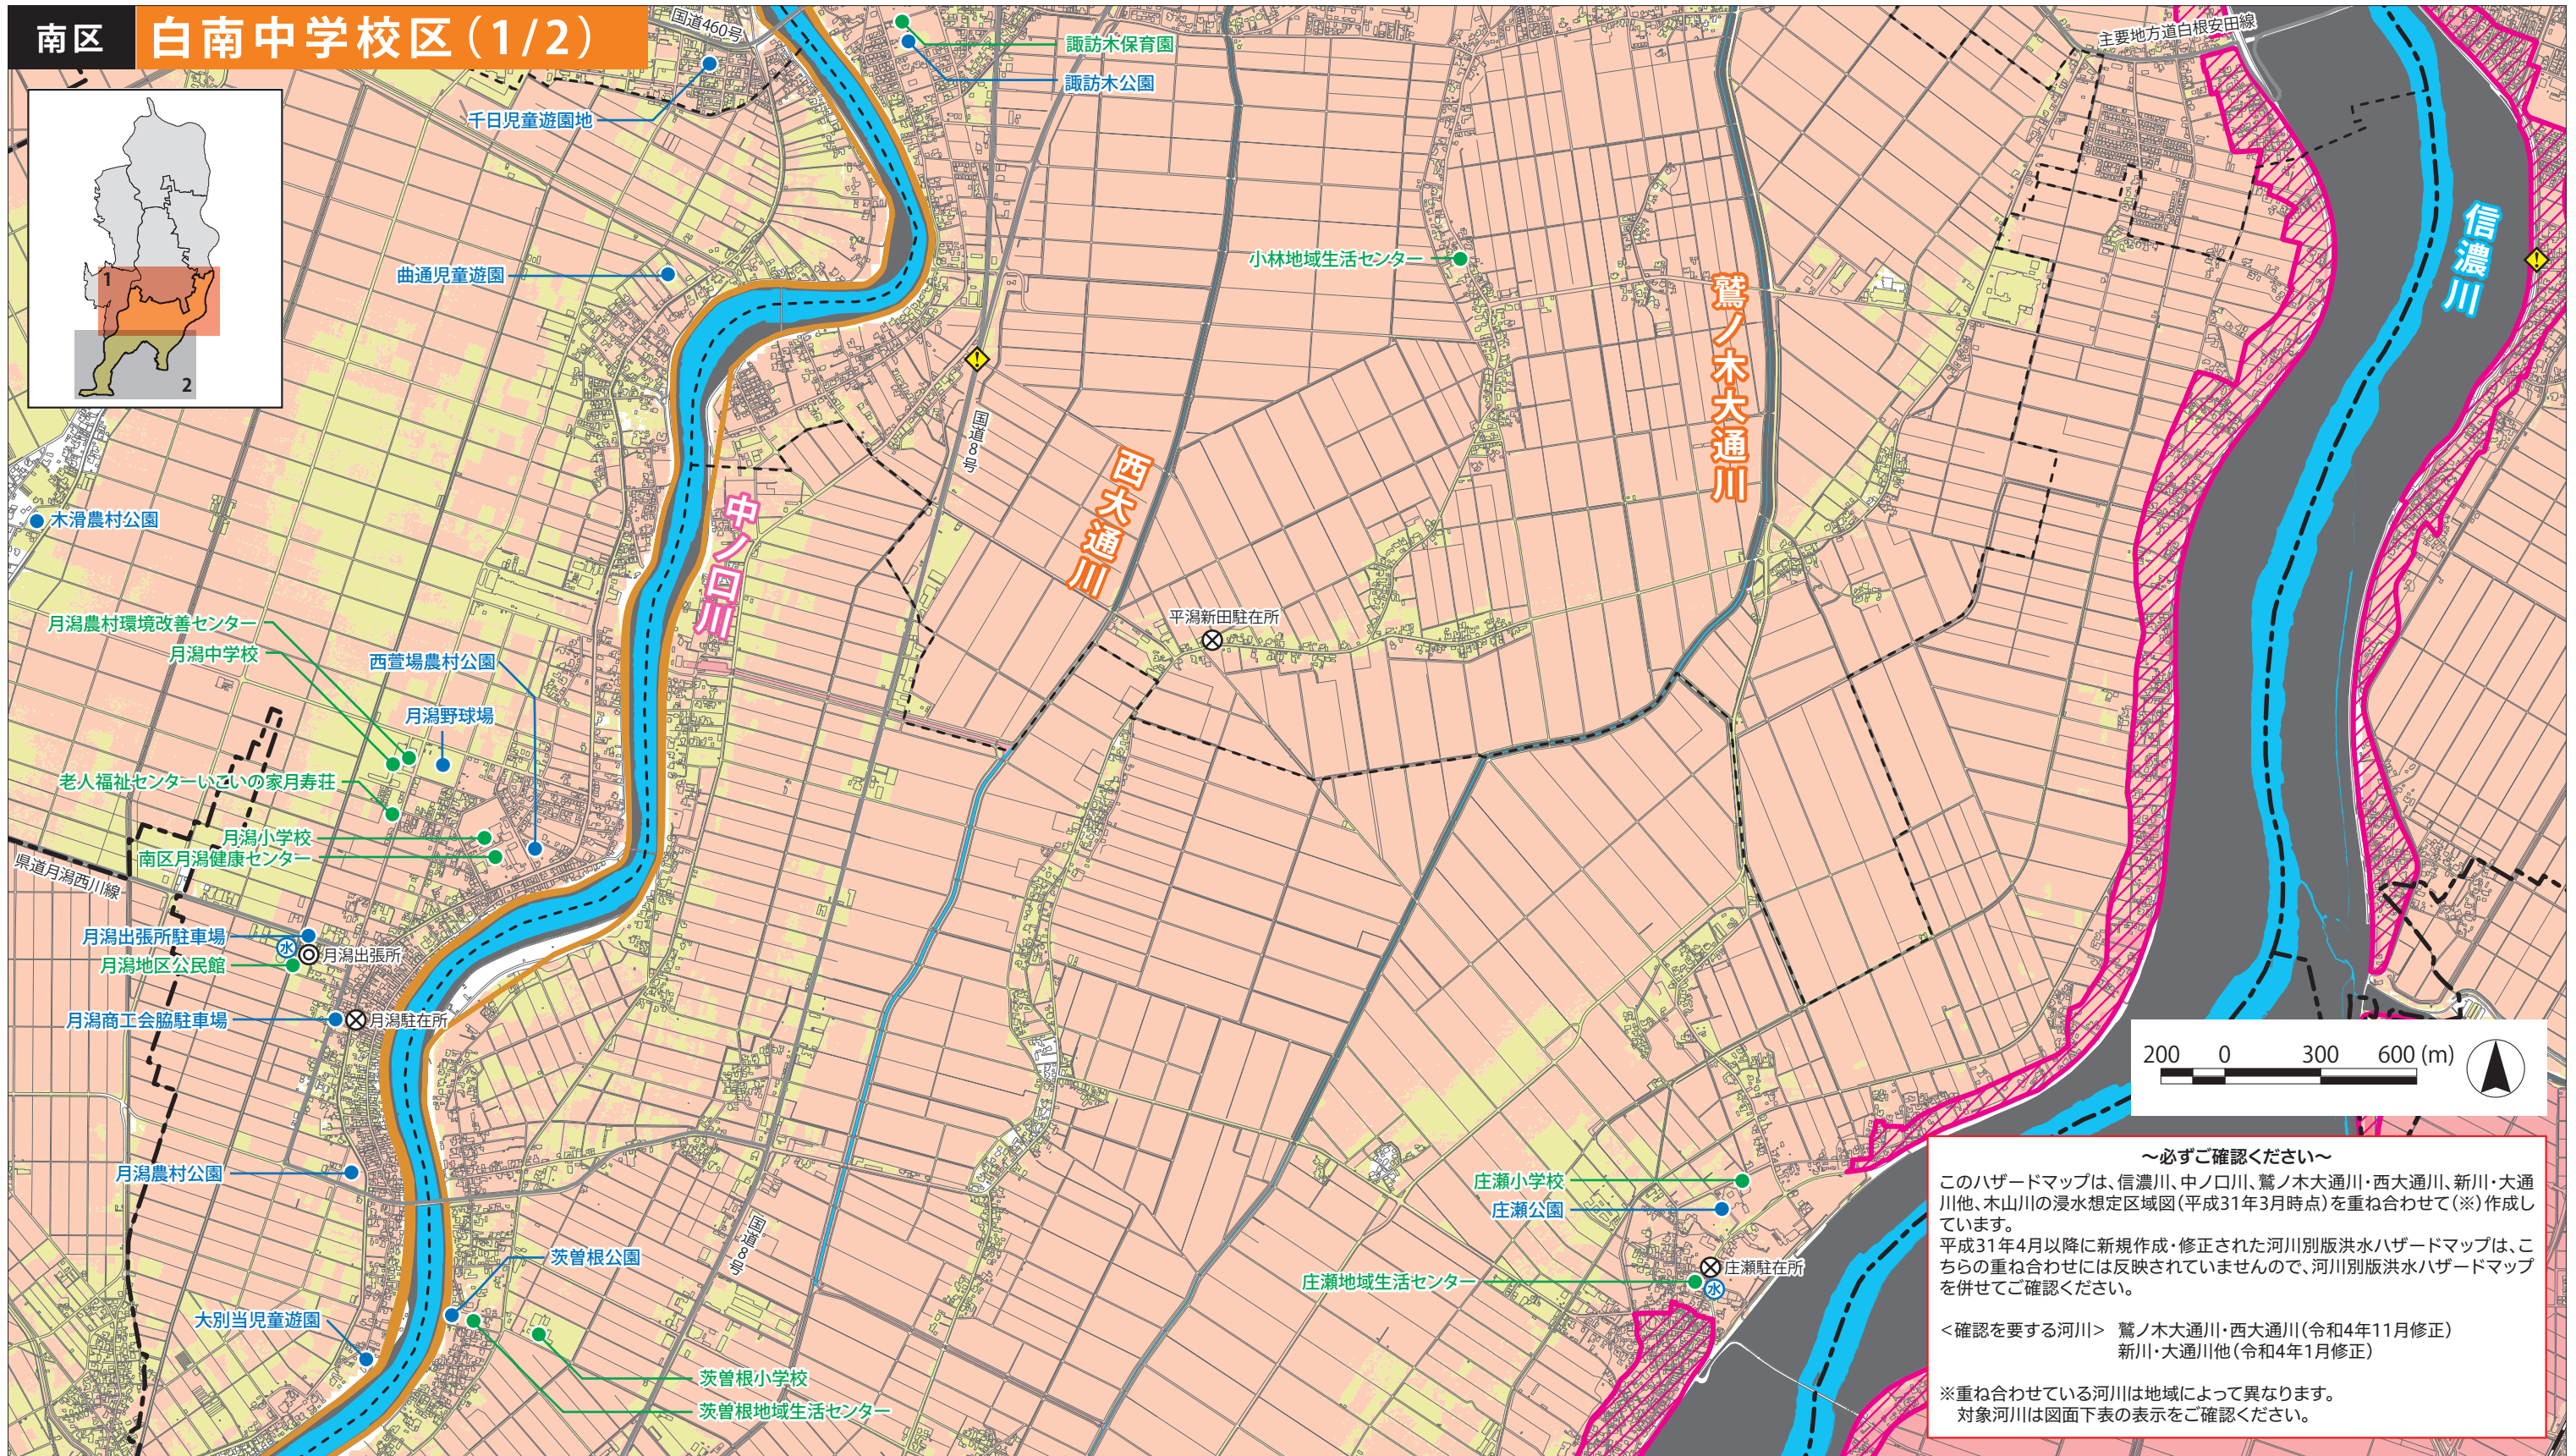 南区
白南中学校区（1/2）
国道460号
諏訪木保育園
諏訪木公園
千日児童遊園地
主要地方道白根安田線
1
2
曲通児童遊園
小林地域生活センター
信濃川
鷲ノ木大通川
国道8号
西大通川
木滑農村公園
中ノ口川
平潟新田駐在所
月潟農村環境改善センター
月潟中学校
西萱場農村公園
月潟野球場
老人福祉センターいこいの家月寿荘
月潟小学校
南区月潟健康センター
県道月潟西川線
月潟出張所駐車場
水
月潟出張所
月潟地区公民館
月潟商工会脇駐車場
月潟駐在所
200 0 300 600 (m)
月潟農村公園
庄瀬小学校
庄瀬公園
国道8号
茨曽根公園
庄瀬駐在所
庄瀬地域生活センター
水
大別当児童遊園
茨曽根小学校
茨曽根地域生活センター
～必ずご確認ください～
このハザードマップは、信濃川、中ノ口川、鷲ノ木大通川・西大通川、新川・大通
川他、木山川の浸水想定区域図（平成31年3月時点）を重ね合わせて（※）作成し
ています。
平成31年4月以降に新規作成・修正された河川別版洪水ハザードマップは、こ
ちらの重ね合わせには反映されていませんので、河川別版洪水ハザードマップ
を併せてご確認ください。
＜確認を要する河川＞ 鷲ノ木大通川・西大通川（令和4年11月修正）
新川・大通川他（令和4年1月修正）
※重ね合わせている河川は地域によって異なります。
対象河川は図面下表の表示をご確認ください。